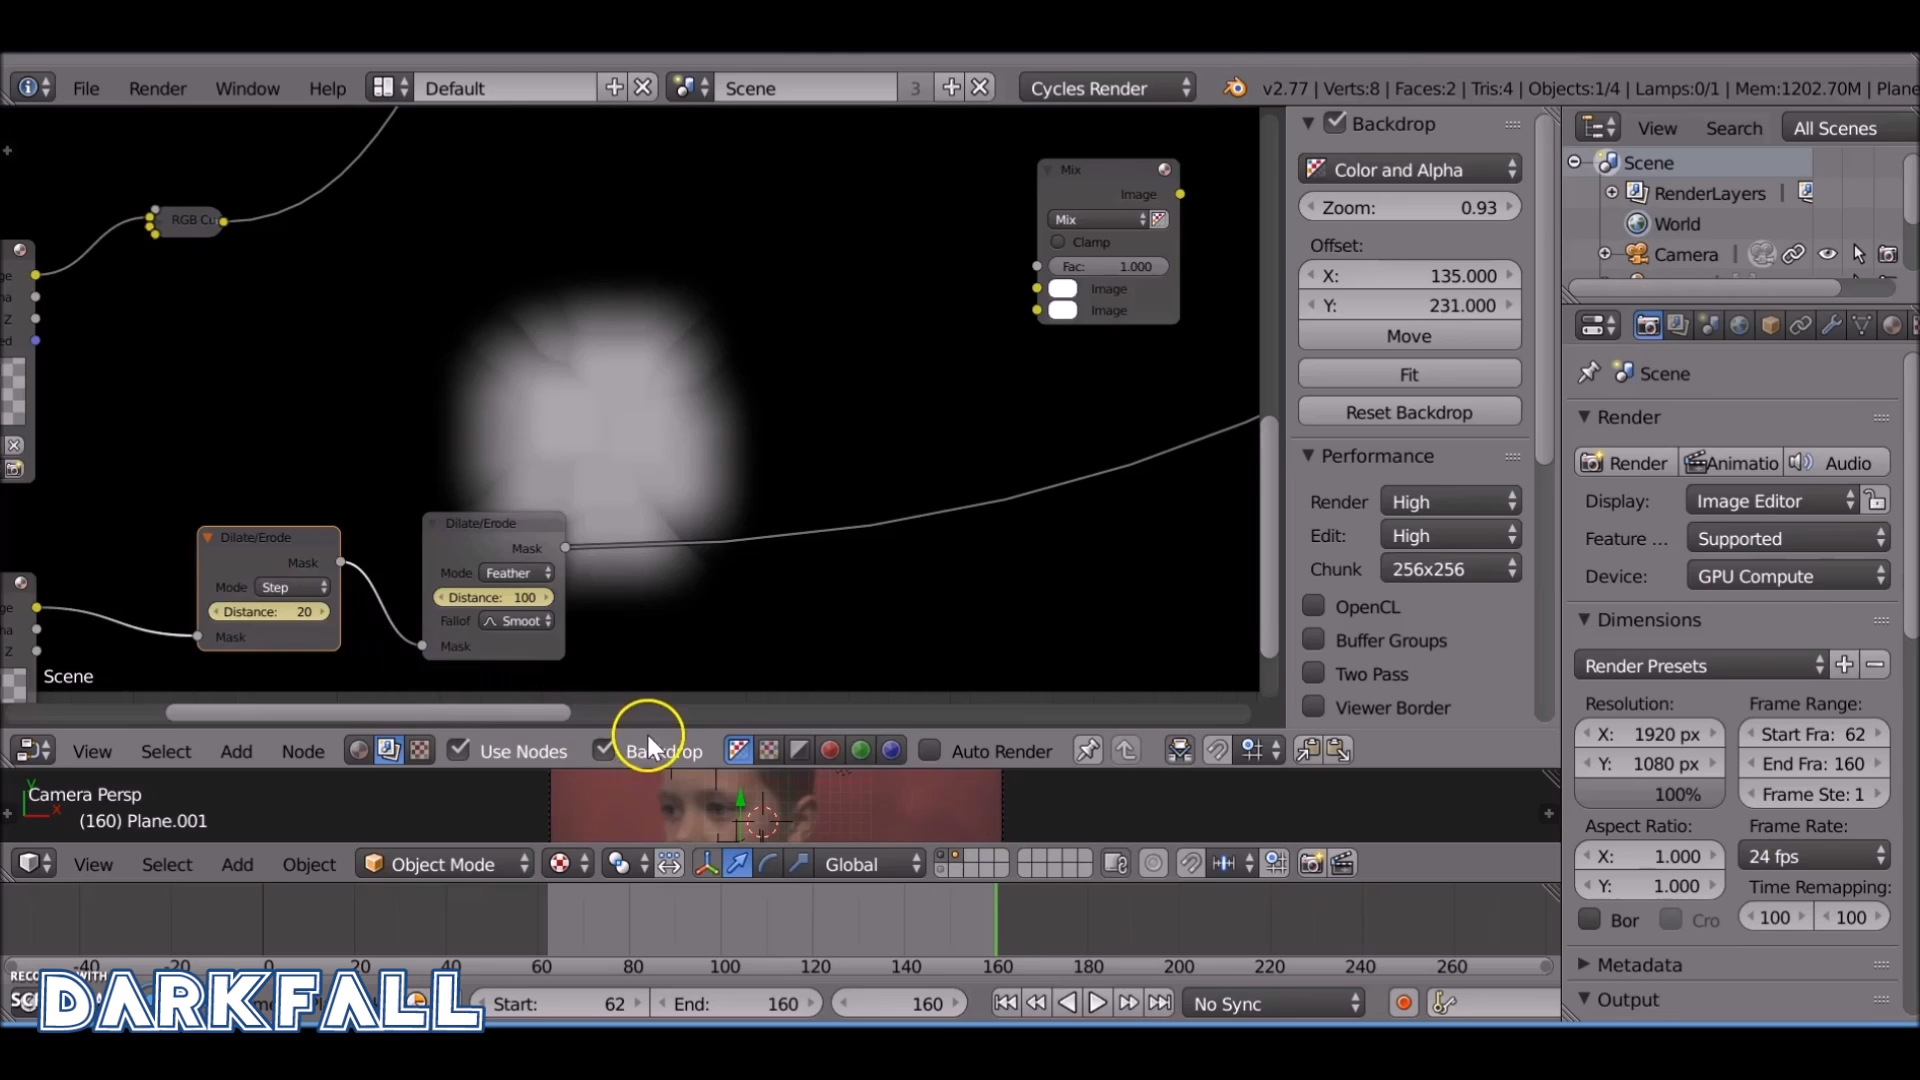 File Render Window Help Default Scene 3 Cycles Render v2.77 | Verts:8 | Faces:2 | Tris:4 | Objects:1/4 | Lamps:0/1 | Mem:1202.70M | Plane
Backdrop
View Search All Scenes
Mix
Image
Mix
Clamp
Fac: 1.000
Image
Image
RGB Cu
Color and Alpha
Zoom: 0.93
Offset:
X: 135.000
Y: 231.000
Move
Fit
Reset Backdrop
Performance
Render High
Edit: High
Chunk 256x256
OpenCL
Buffer Groups
Two Pass
Viewer Border
Scene
RenderLayers
World
Camera
Scene
Render
Render Animatio Audio
Display: Image Editor
Feature ... Supported
Device: GPU Compute
Dimensions
Render Presets
Resolution: Frame Range:
X: 1920 px Start Fra: 62
Y: 1080 px End Fra: 160
100% Frame Ste: 1
Aspect Ratio: Frame Rate:
X: 1.000 24 fps
Y: 1.000 Time Remapping:
Bor Cro 100 100
Metadata
Output
ge
ha
Z
ed
Dilate/Erode
Mask
Mode Step
Distance: 20
Mask
Dilate/Erode
Mask
Mode Feather
Distance: 100
Fallof Smoot
Mask
ge
ha
Z
Scene
View Select Add Node Use Nodes Backdrop Auto Render
Camera Persp
(160) Plane.001
View Select Add Object Object Mode Global
-40 -20 0 20 40 60 80 100 120 140 160 180 200 220 240 260
DARKFALL
Start: 62 End: 160 160 No Sync